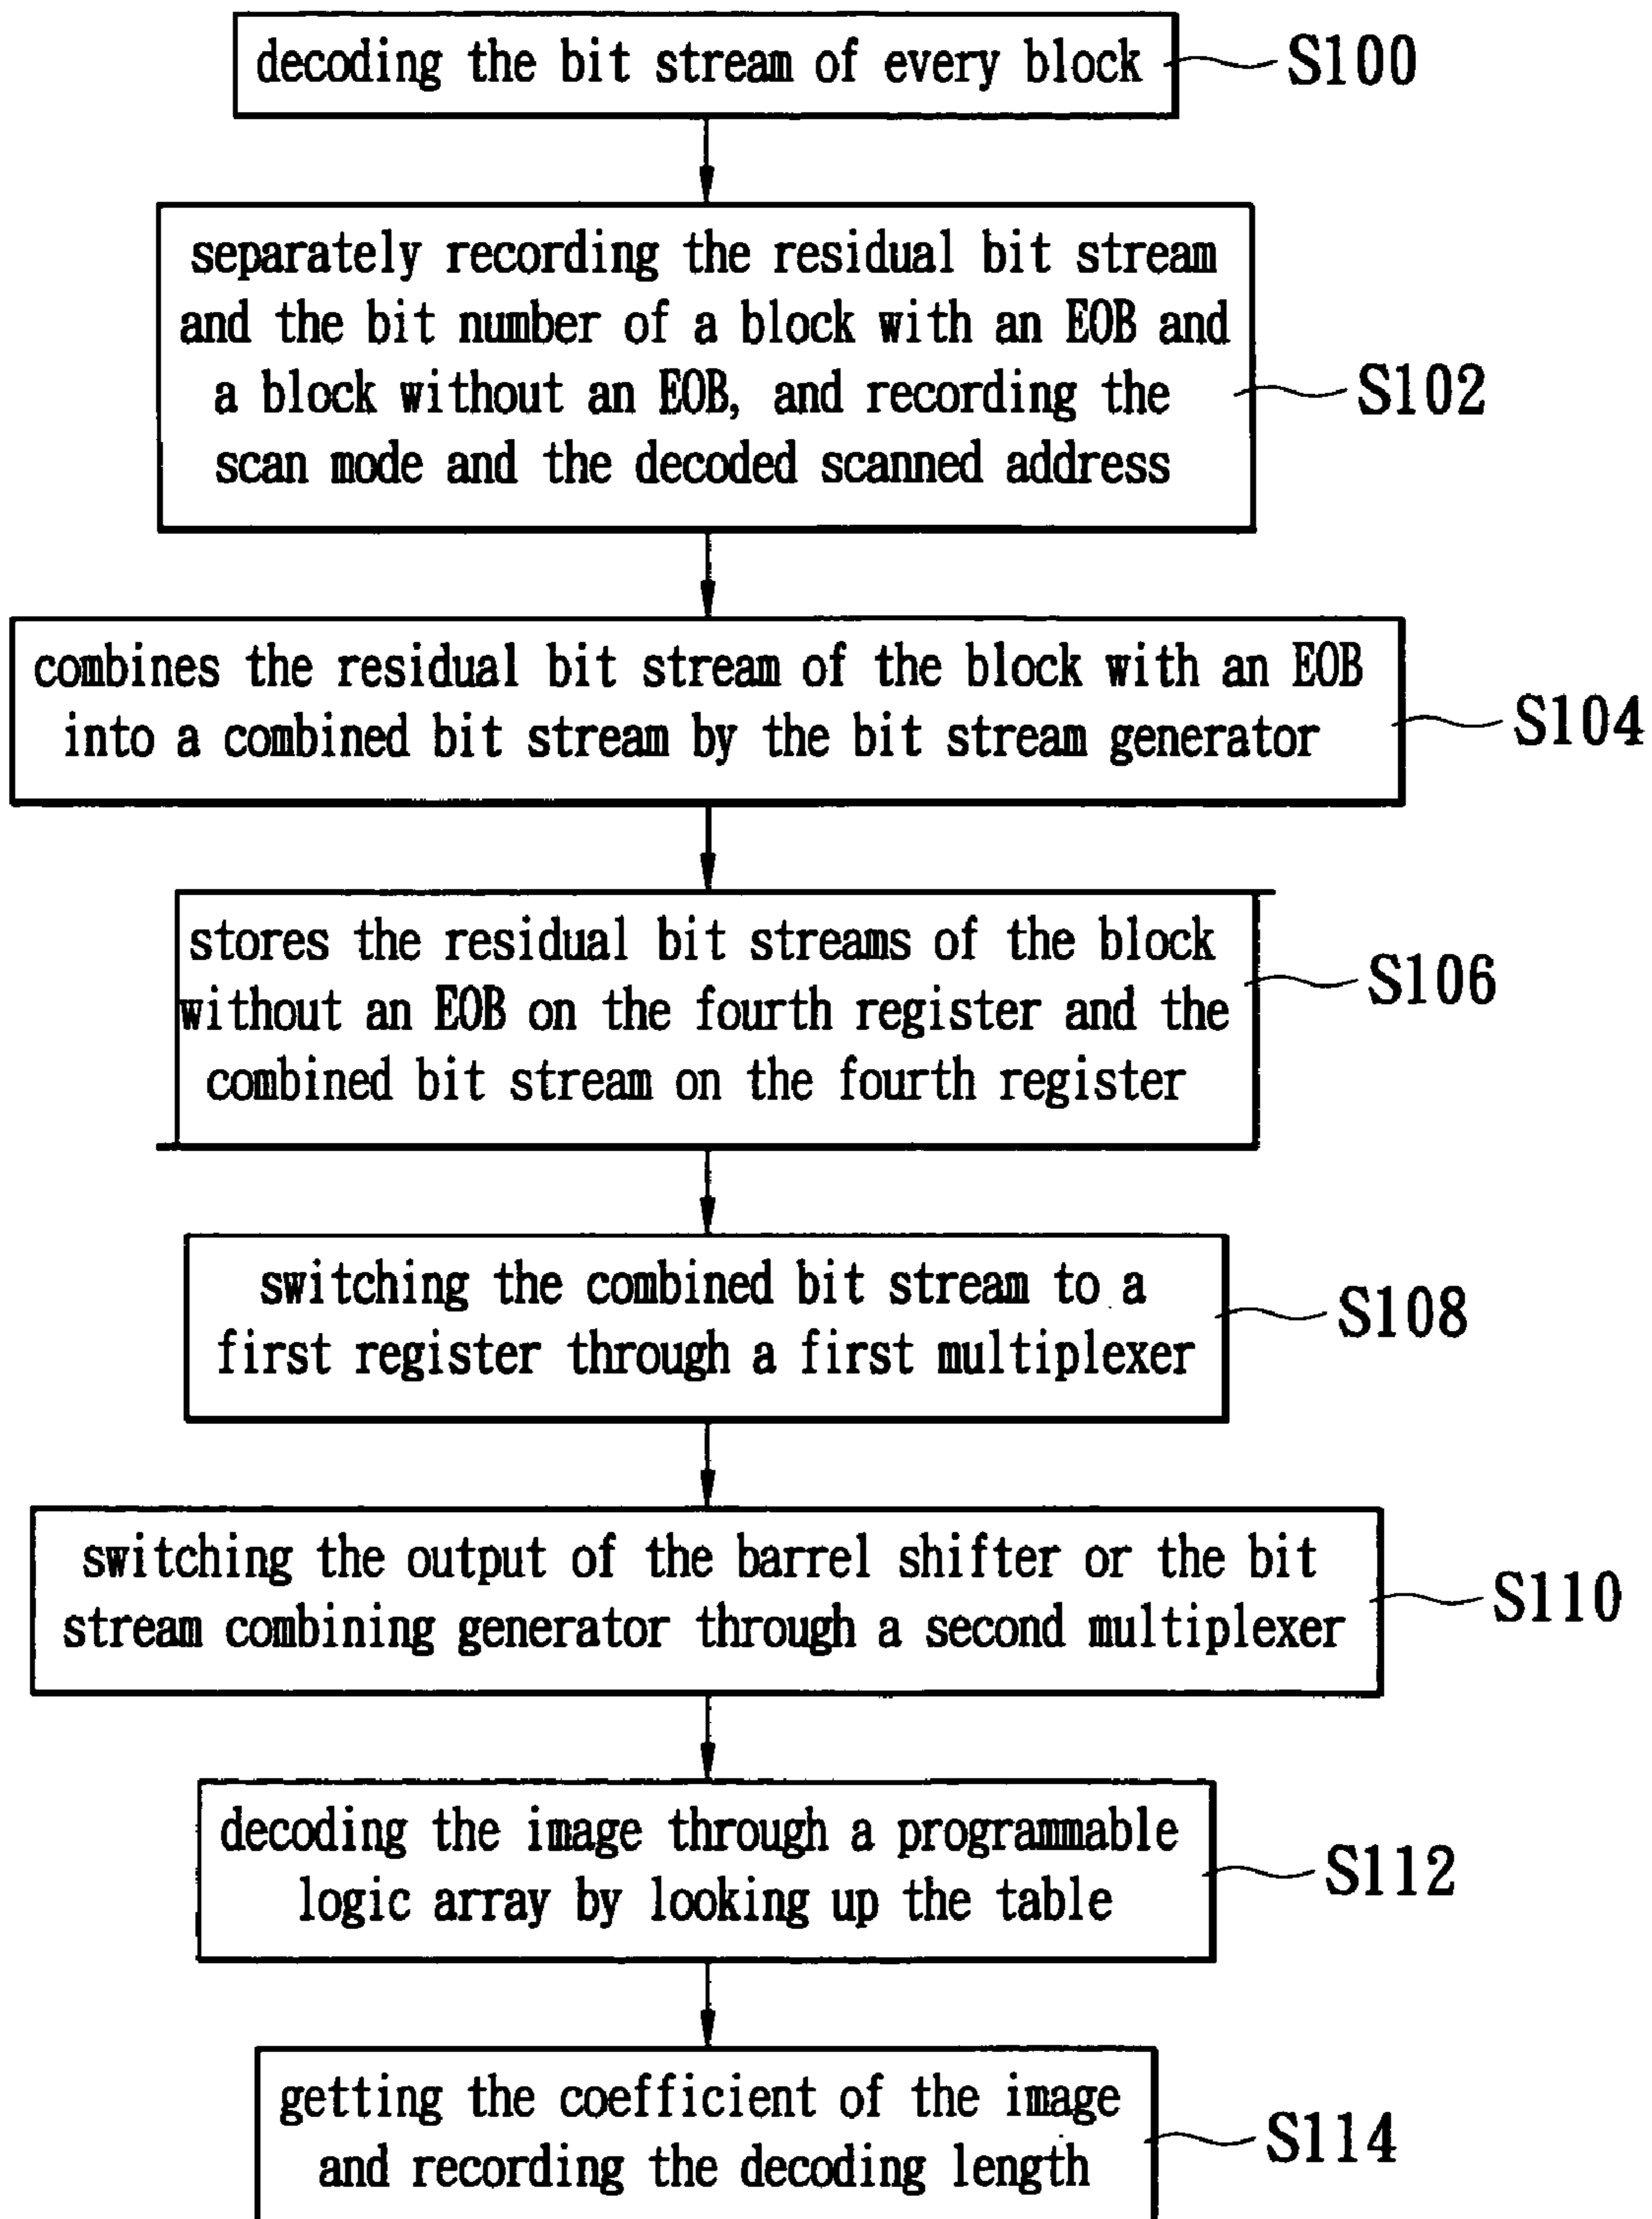 decoding the bit stream of every block
S100
separately recording the residual bit stream
and the bit number of a block with an EOB and
a block without an EOB, and recording the
scan mode and the decoded scanned address
S102
combines the residual bit stream of the block with an EOB
into a combined bit stream by the bit stream generator
S104
stores the residual bit streams of the block
without an EOB on the fourth register and the
combined bit stream on the fourth register
S106
switching the combined bit stream to a
first register through a first multiplexer
S108
switching the output of the barrel shifter or the bit
stream combining generator through a second multiplexer
S110
decoding the image through a programmable
logic array by looking up the table
S112
getting the coefficient of the image
and recording the decoding length
S114